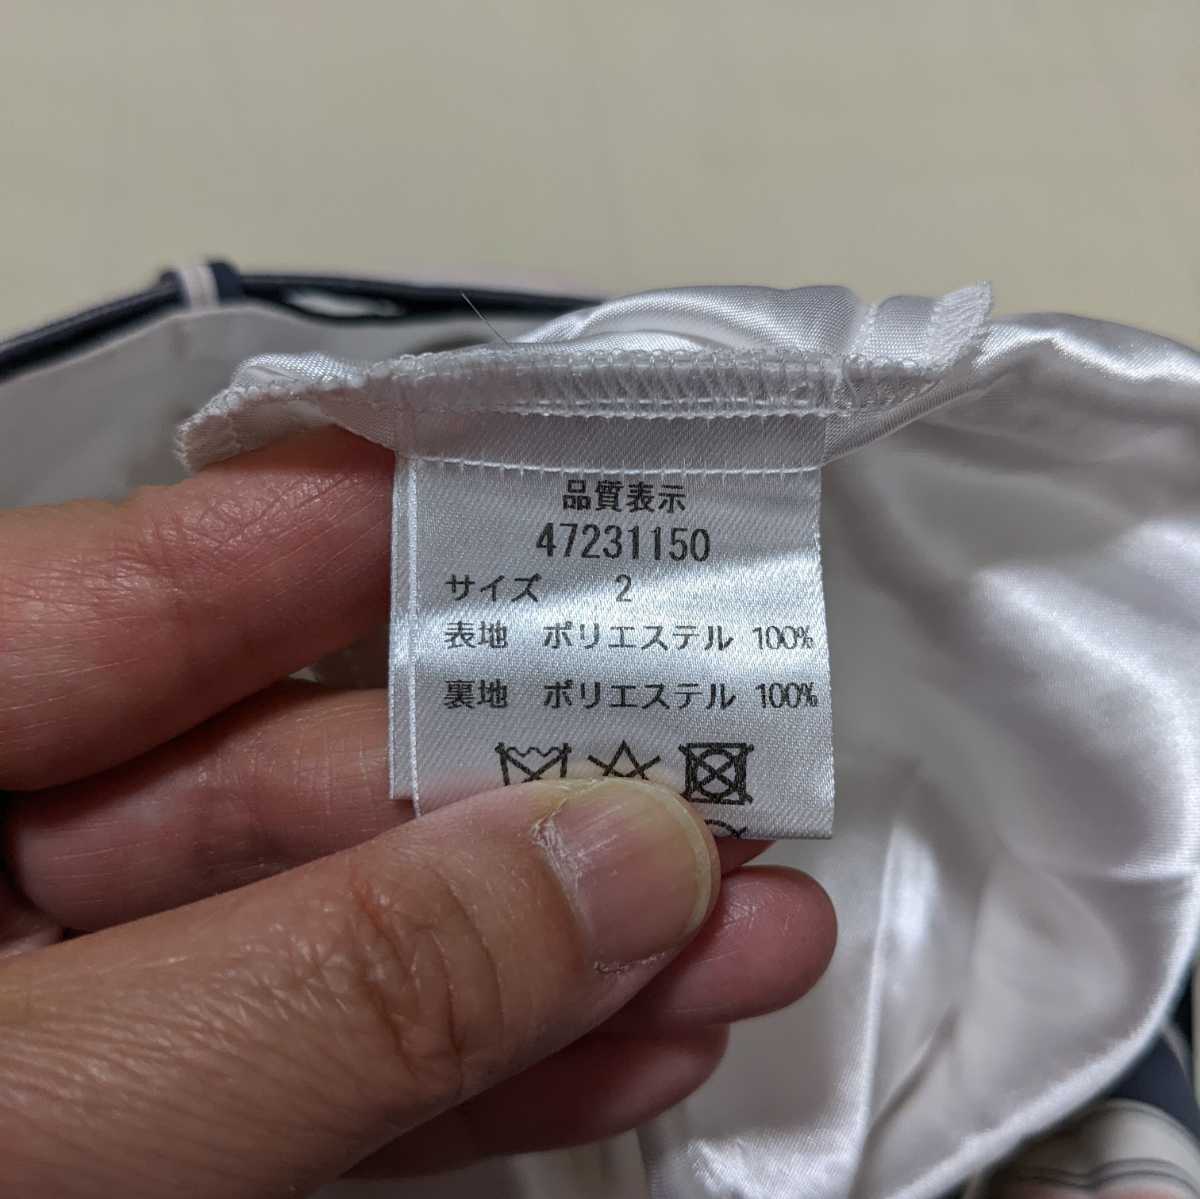 品質表示
47231150
サイズ 2
表地 ポリエステル 100%
裏地 ポリエステル 100%